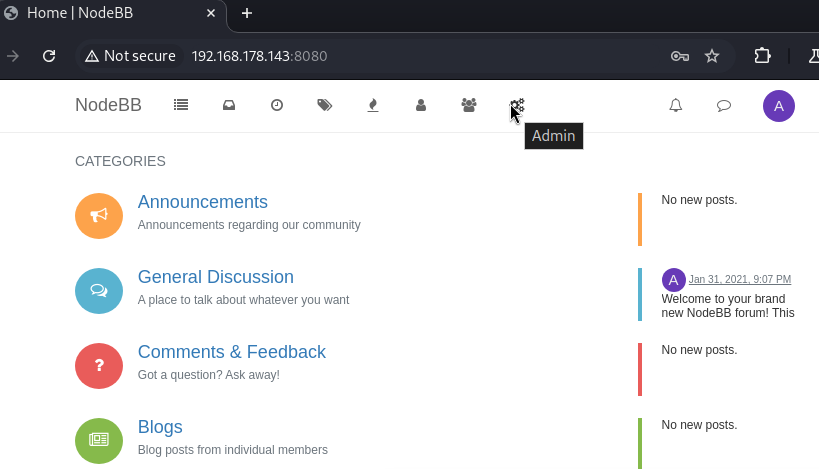 Home | NodeBB
Not secure 192.168.178.143:8080
NodeBB
A
Admin
CATEGORIES
Announcements
Announcements regarding our community
No new posts.
General Discussion
A place to talk about whatever you want
A Jan 31, 2021, 9:07 PM
Welcome to your brand
new NodeBB forum! This
Comments & Feedback
Got a question? Ask away!
No new posts.
Blogs
Blog posts from individual members
No new posts.